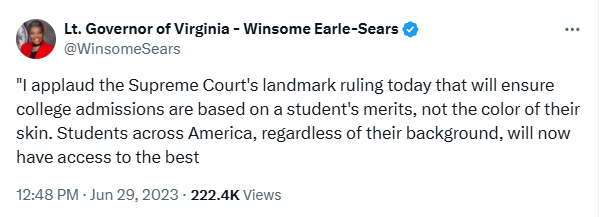 Lt. Governor of Virginia - Winsome Earle-Sears
@WinsomeSears
"I applaud the Supreme Court's landmark ruling today that will ensure
college admissions are based on a student's merits, not the color of their
skin. Students across America, regardless of their background, will now
have access to the best
12:48 PM · Jun 29, 2023 · 222.4K Views